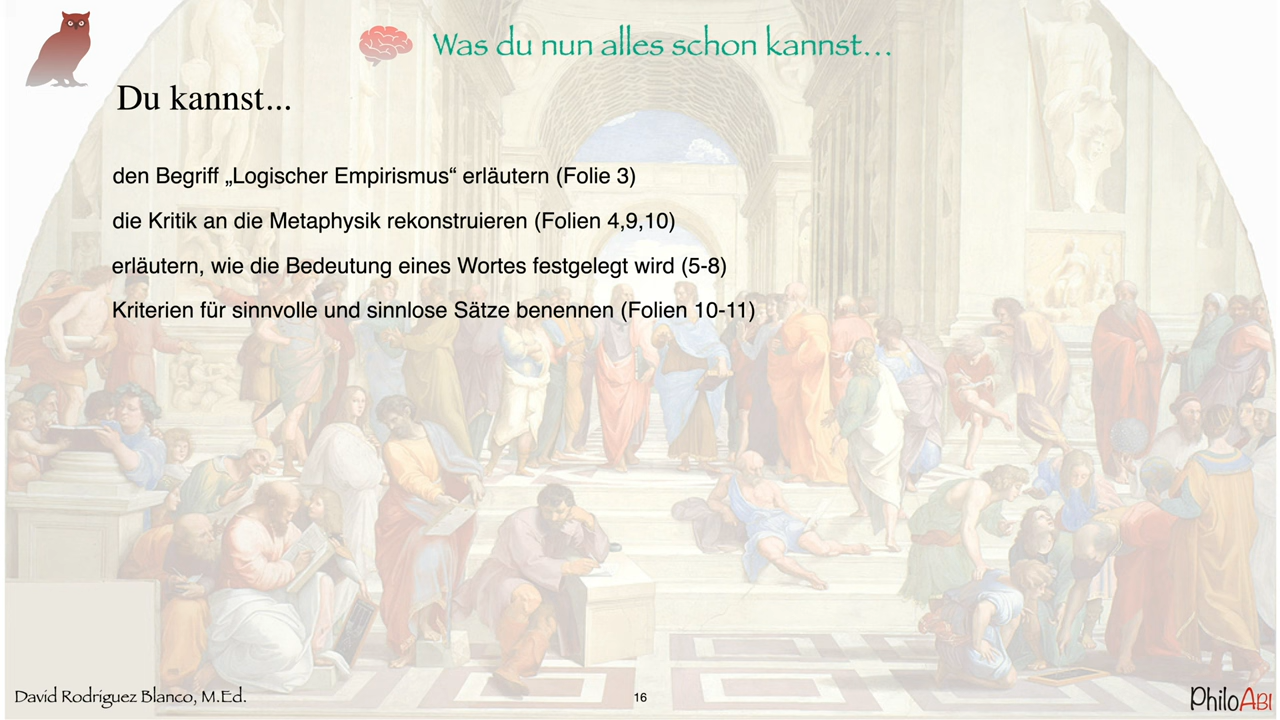 Was du nun alles schon kannst...
Du kannst...
den Begriff „Logischer Empirismus“ erläutern (Folie 3)
die Kritik an die Metaphysik rekonstruieren (Folien 4,9,10)
erläutern, wie die Bedeutung eines Wortes festgelegt wird (5-8)
Kriterien für sinnvolle und sinnlose Sätze benennen (Folien 10-11)
David Rodriguez Blanco, M.Ed.
16
PhiloABI